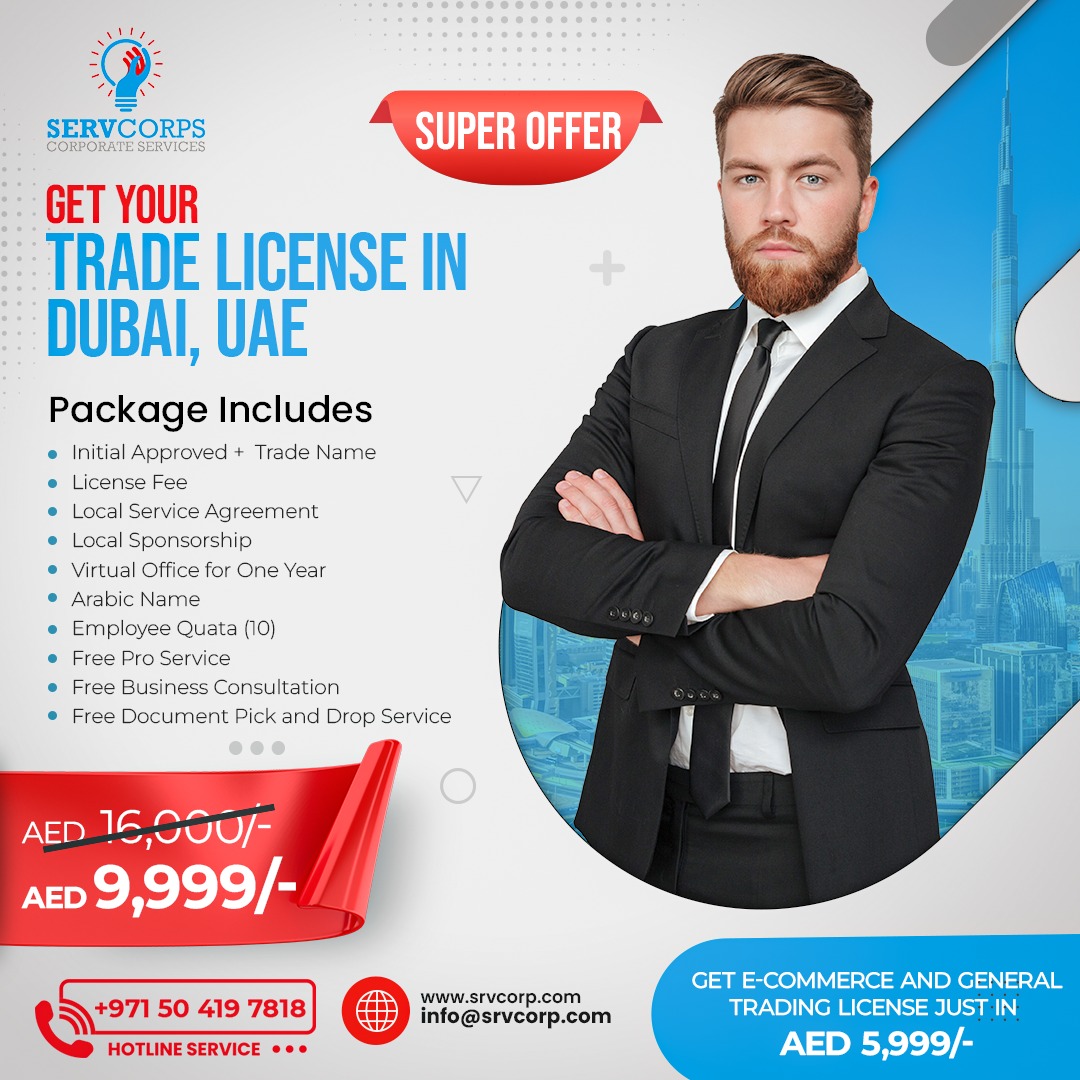 SERVCORPS
CORPORATE SERVICES
SUPER OFFER
GET YOUR
TRADE LICENSE IN
DUBAI, UAE
Package Includes
Initial Approved + Trade Name
License Fee
Local Service Agreement
Local Sponsorship
Virtual Office for One Year
Arabic Name
Employee Quata (10)
Free Pro Service
Free Business Consultation
Free Document Pick and Drop Service
AED 16,000/-
AED 9,999/-
+971 50 419 7818
HOTLINE SERVICE
www.srvcorp.com
info@srvcorp.com
GET E-COMMERCE AND GENERAL
TRADING LICENSE JUST IN
AED 5,999/-